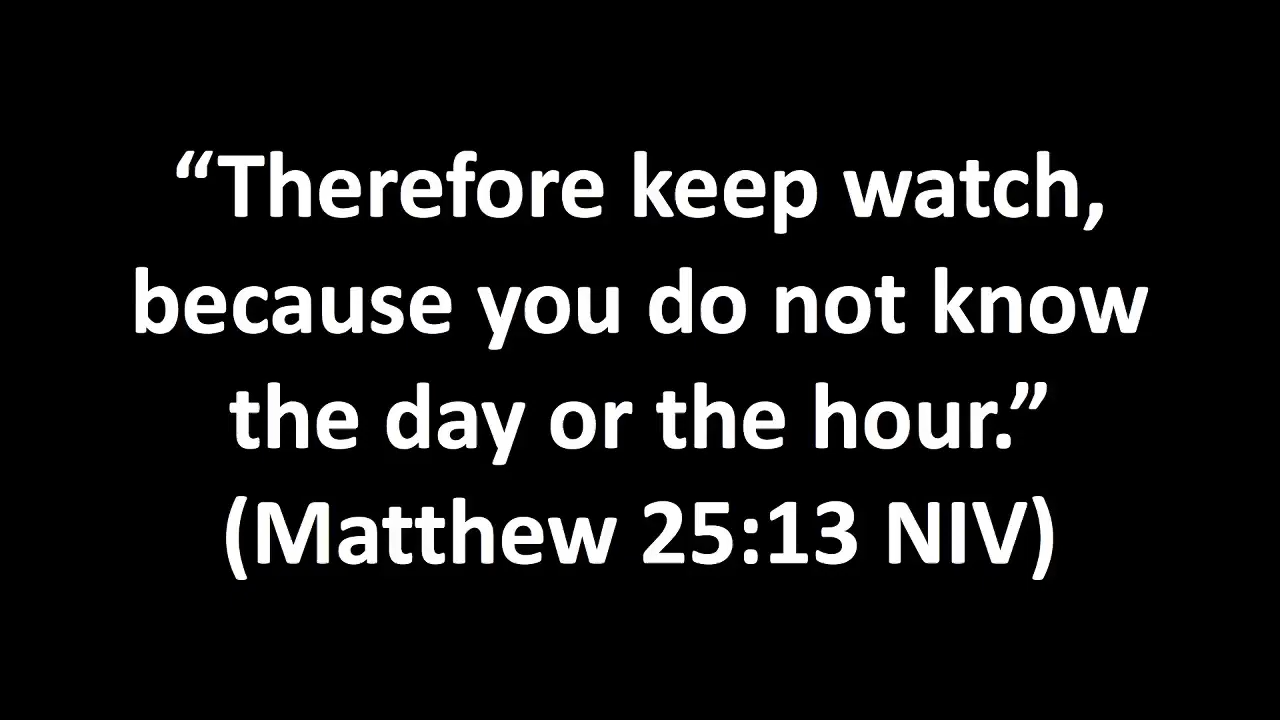 “Therefore keep watch,
because you do not know
the day or the hour.”
(Matthew 25:13 NIV)